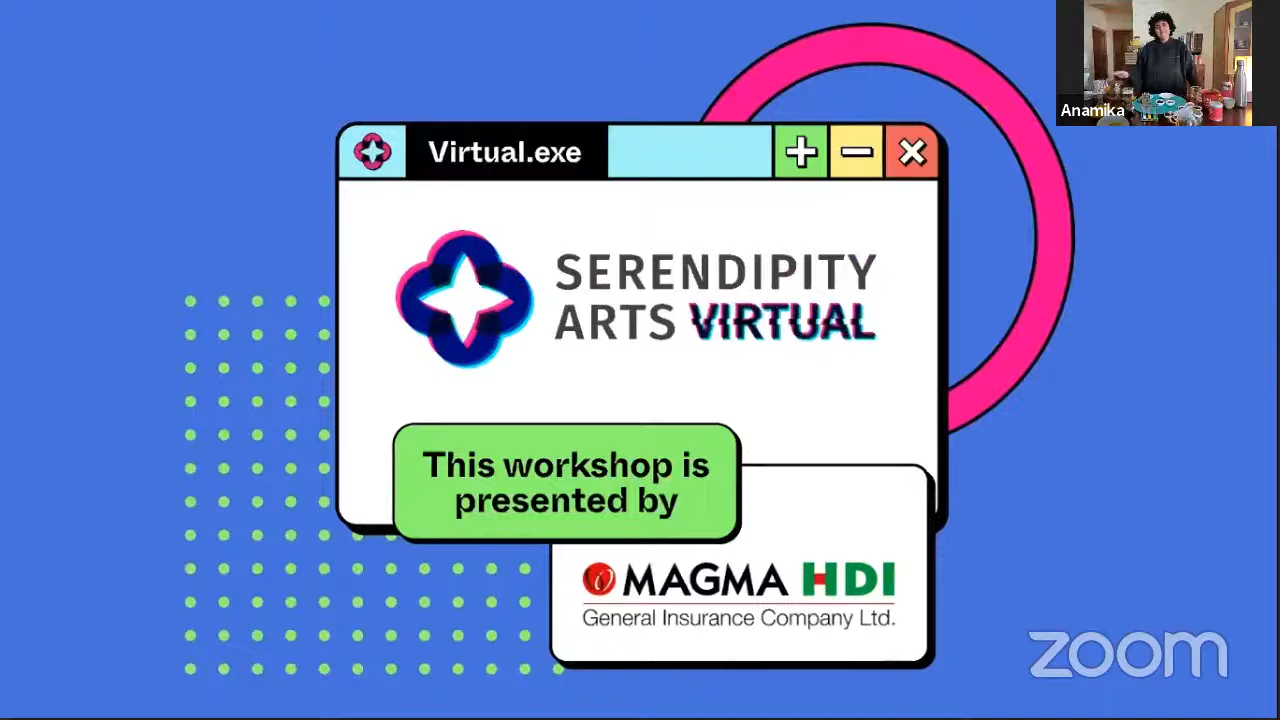 Anamika
Virtual.exe
SERENDIPITY
ARTS VIRTUAL
This workshop is
presented by
MAGMA HDI
General Insurance Company Ltd.
zoom